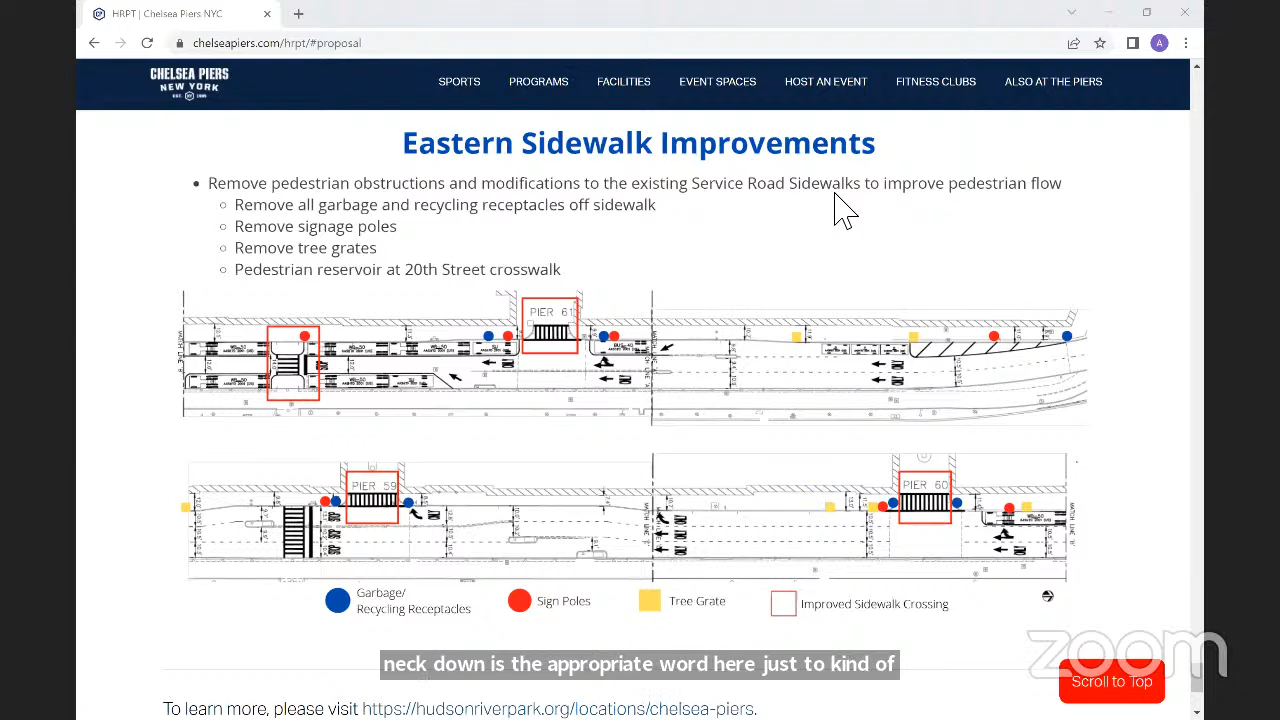 HRPT | Chelsea Piers NYC
chelseapiers.com/hrpt/#proposal
A
CHELSEA PIERS
NEW YORK
SPORTS PROGRAMS FACILITIES EVENT SPACES HOST AN EVENT FITNESS CLUBS ALSO AT THE PIERS
Eastern Sidewalk Improvements
Remove pedestrian obstructions and modifications to the existing Service Road Sidewalks to improve pedestrian flow
Remove all garbage and recycling receptacles off sidewalk
Remove signage poles
Remove tree grates
Pedestrian reservoir at 20th Street crosswalk
PIER 61
PIER 59
PIER 60
Garbage/
Recycling Receptacles
Sign Poles
Tree Grate
Improved Sidewalk Crossing
neck down is the appropriate word here just to kind of
zoom
Scroll to Top
To learn more, please visit https://hudsonriverpark.org/locations/chelsea-piers.